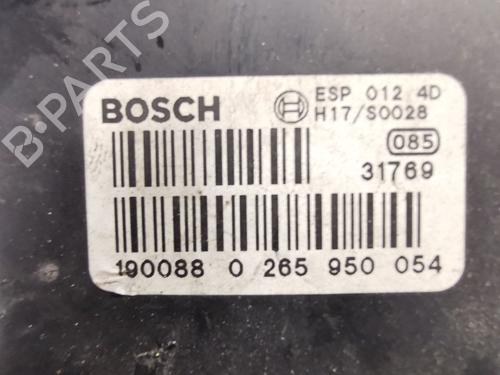 B-PARTS
BOSCH
ESP 012 4D
H17/S0028
085
31769
190088 0 265 950 054